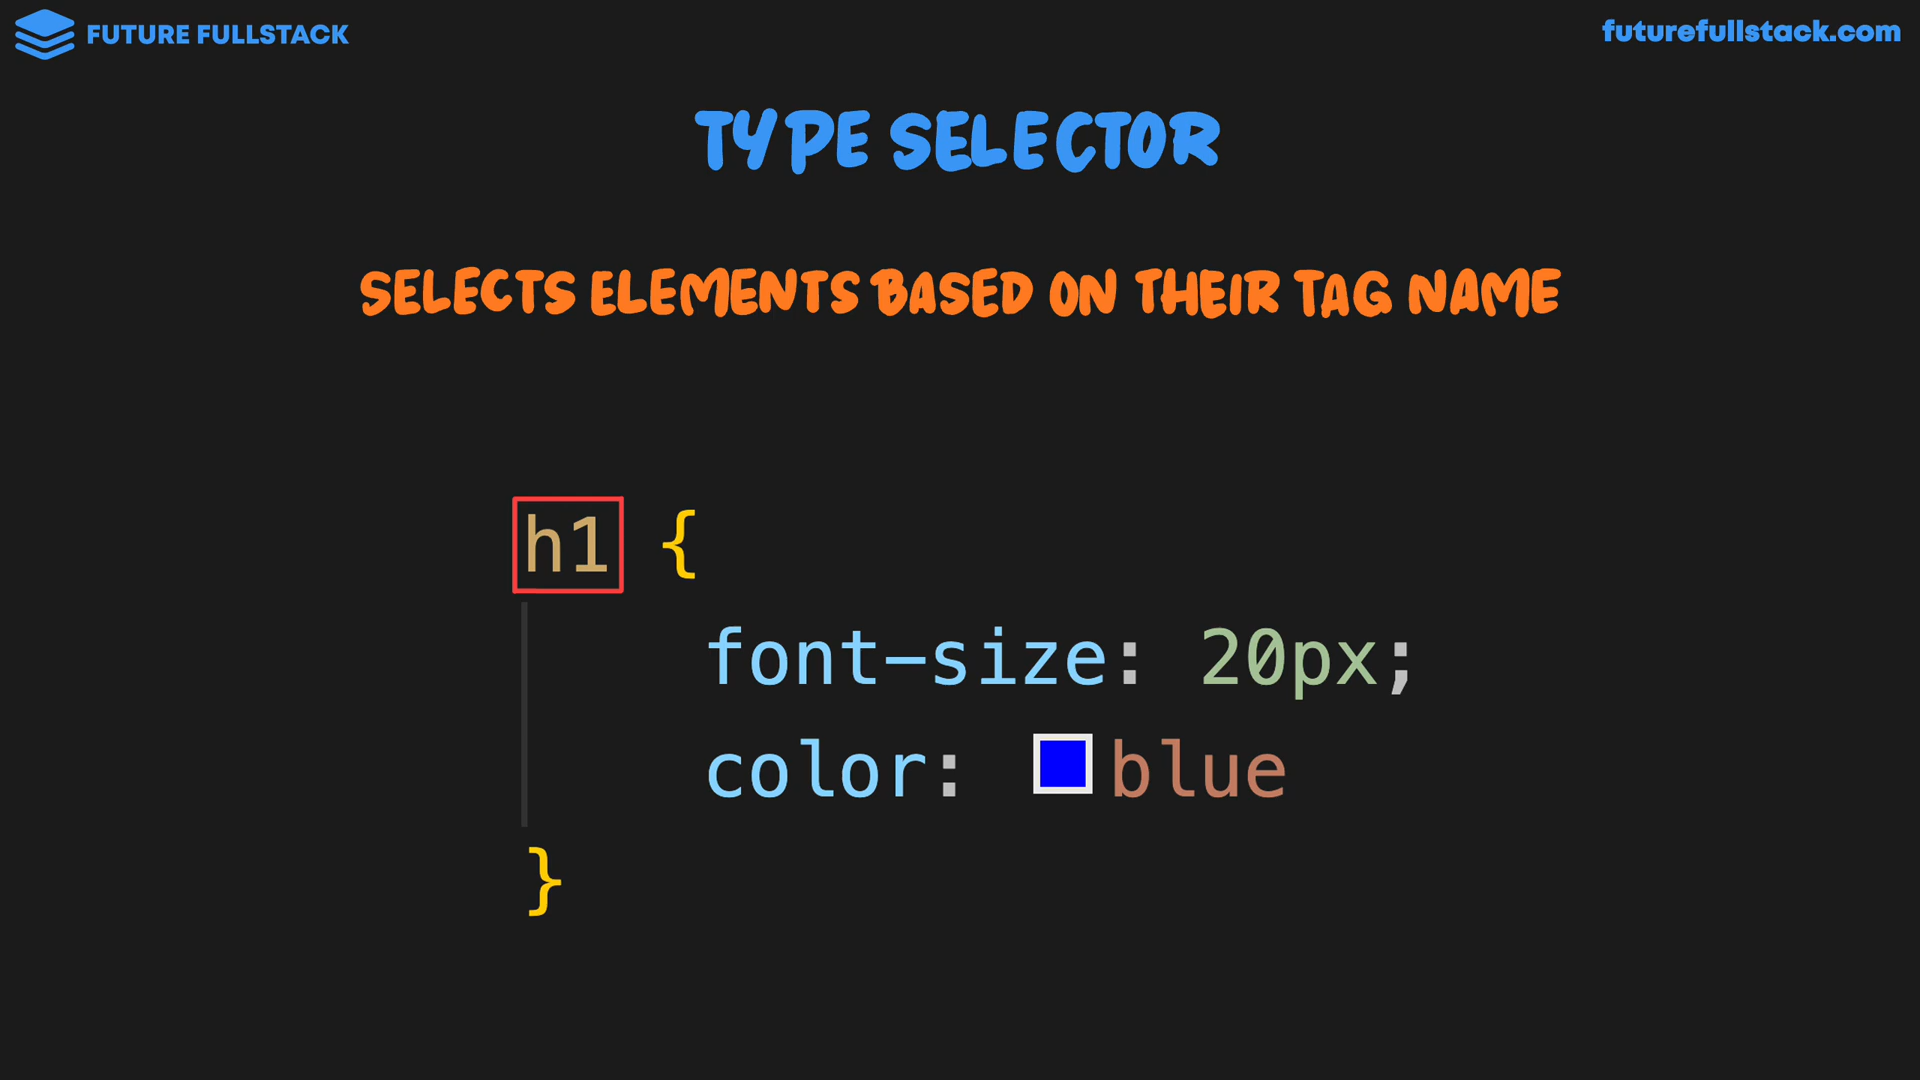 FUTURE FULLSTACK
futurefullstack.com
TYPE SELECTOR
SELECTS ELEMENTS BASED ON THEIR TAG NAME
h1 {
font-size: 20px;
color: blue
}